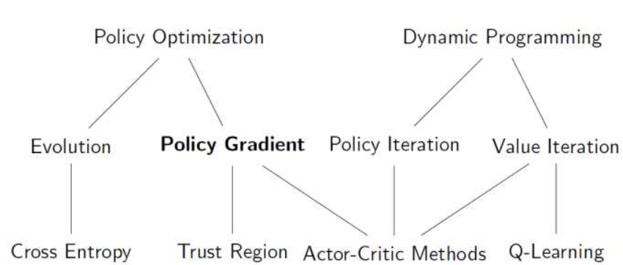 Policy Optimization Dynamic Programming
Evolution Policy Gradient Policy Iteration Value Iteration
Cross Entropy Trust Region Actor-Critic Methods Q-Learning